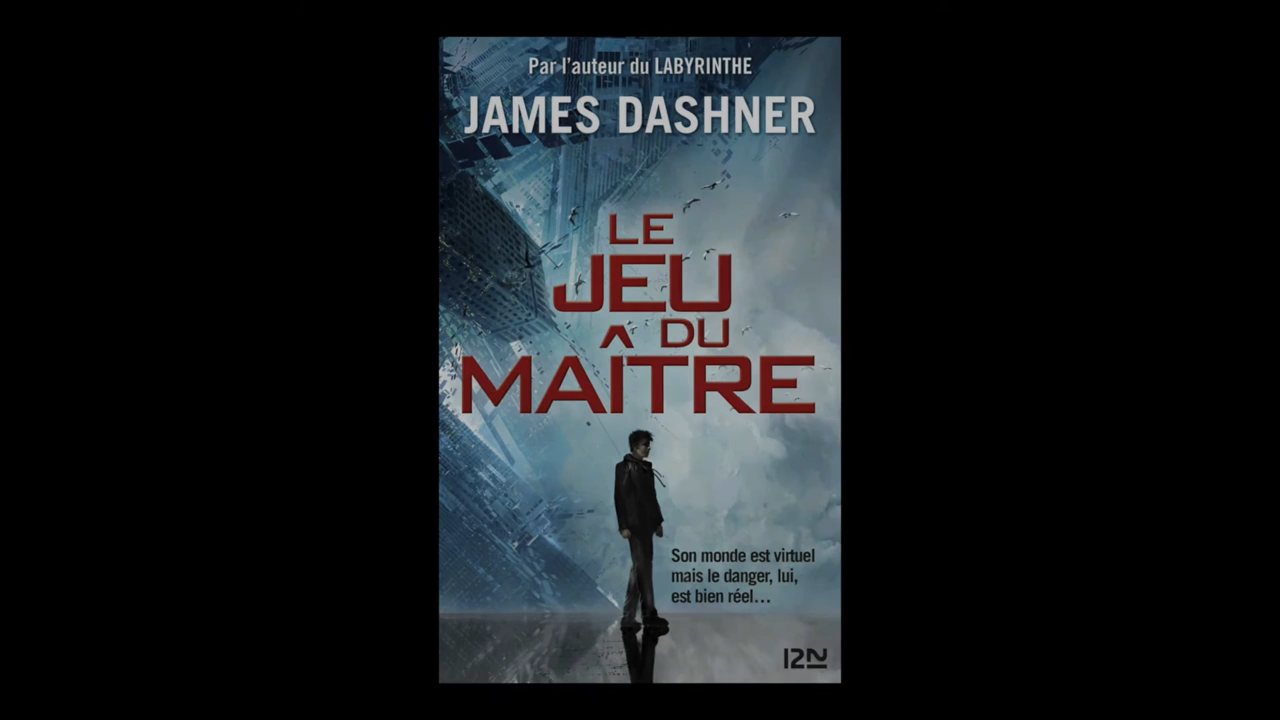 Par l'auteur du LABYRINTHE
JAMES DASHNER
LE
JEU
DU
MAÎTRE
Son monde est virtuel
mais le danger, lui,
est bien réel…
12N